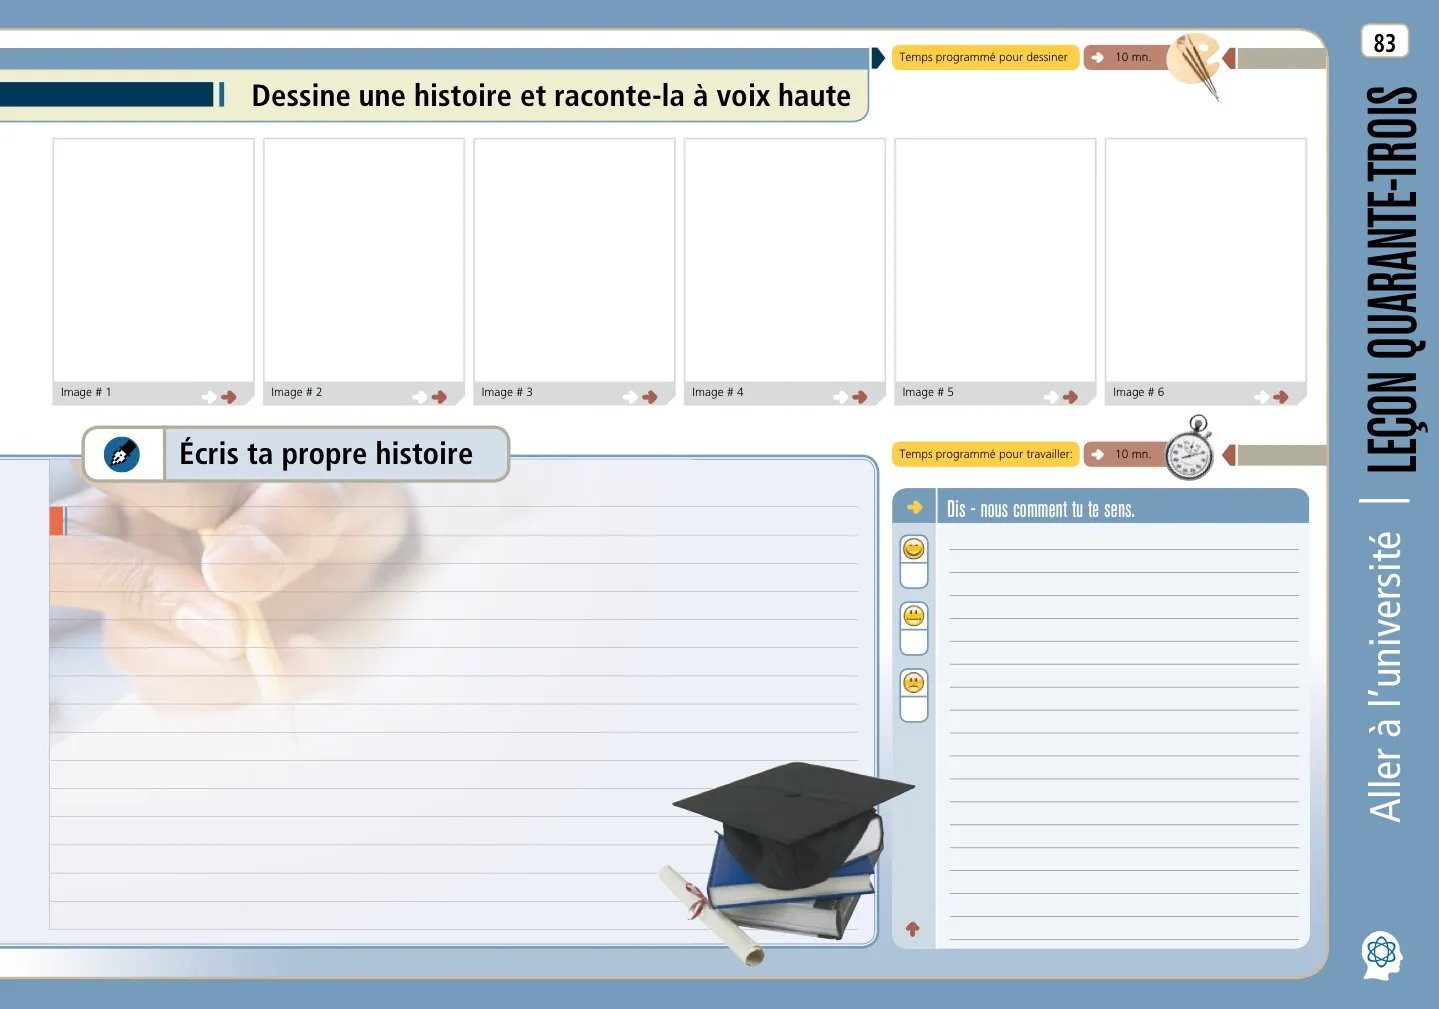 83
Temps programmé pour dessiner
10 mn.
Dessine une histoire et raconte-la à voix haute
Image # 1
Image # 2
Image # 3
Image # 4
Image # 5
Image # 6
Écris ta propre histoire
Temps programmé pour travailler:
10 mn.
Dis - nous comment tu te sens.
Aller à l'université | LEÇON QUARANTE-TROIS